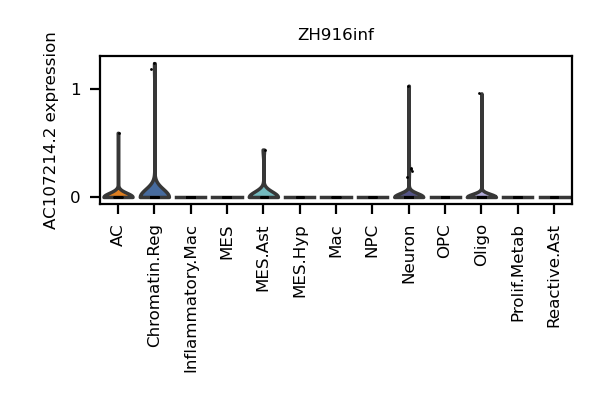 ZH916inf
AC107214.2 expression
1
0
AC
Chromatin.Reg
Inflammatory.Mac
MES
MES.Ast
MES.Hyp
Mac
NPC
Neuron
OPC
Oligo
Prolif.Metab
Reactive.Ast